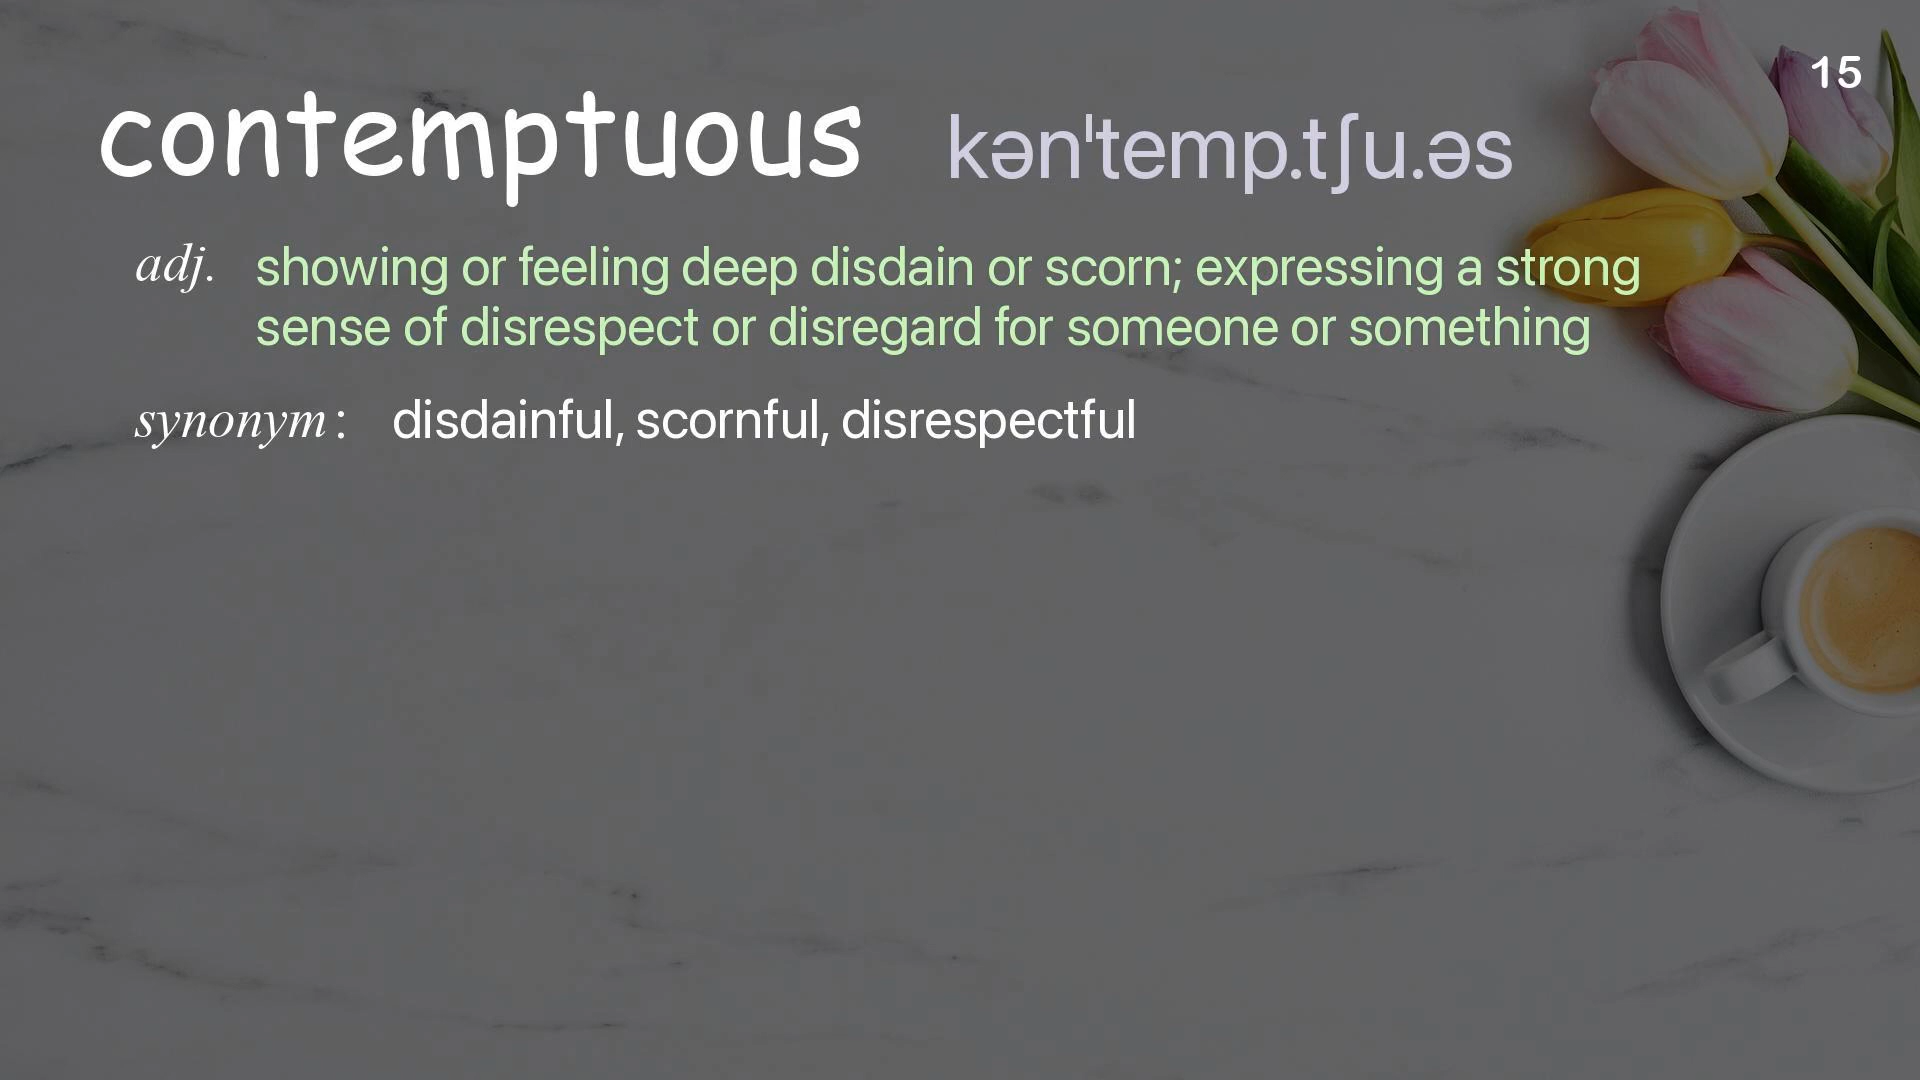 15
contemptuous kən'temp.tʃu.əs
adj. showing or feeling deep disdain or scorn; expressing a strong
sense of disrespect or disregard for someone or something
synonym: disdainful, scornful, disrespectful